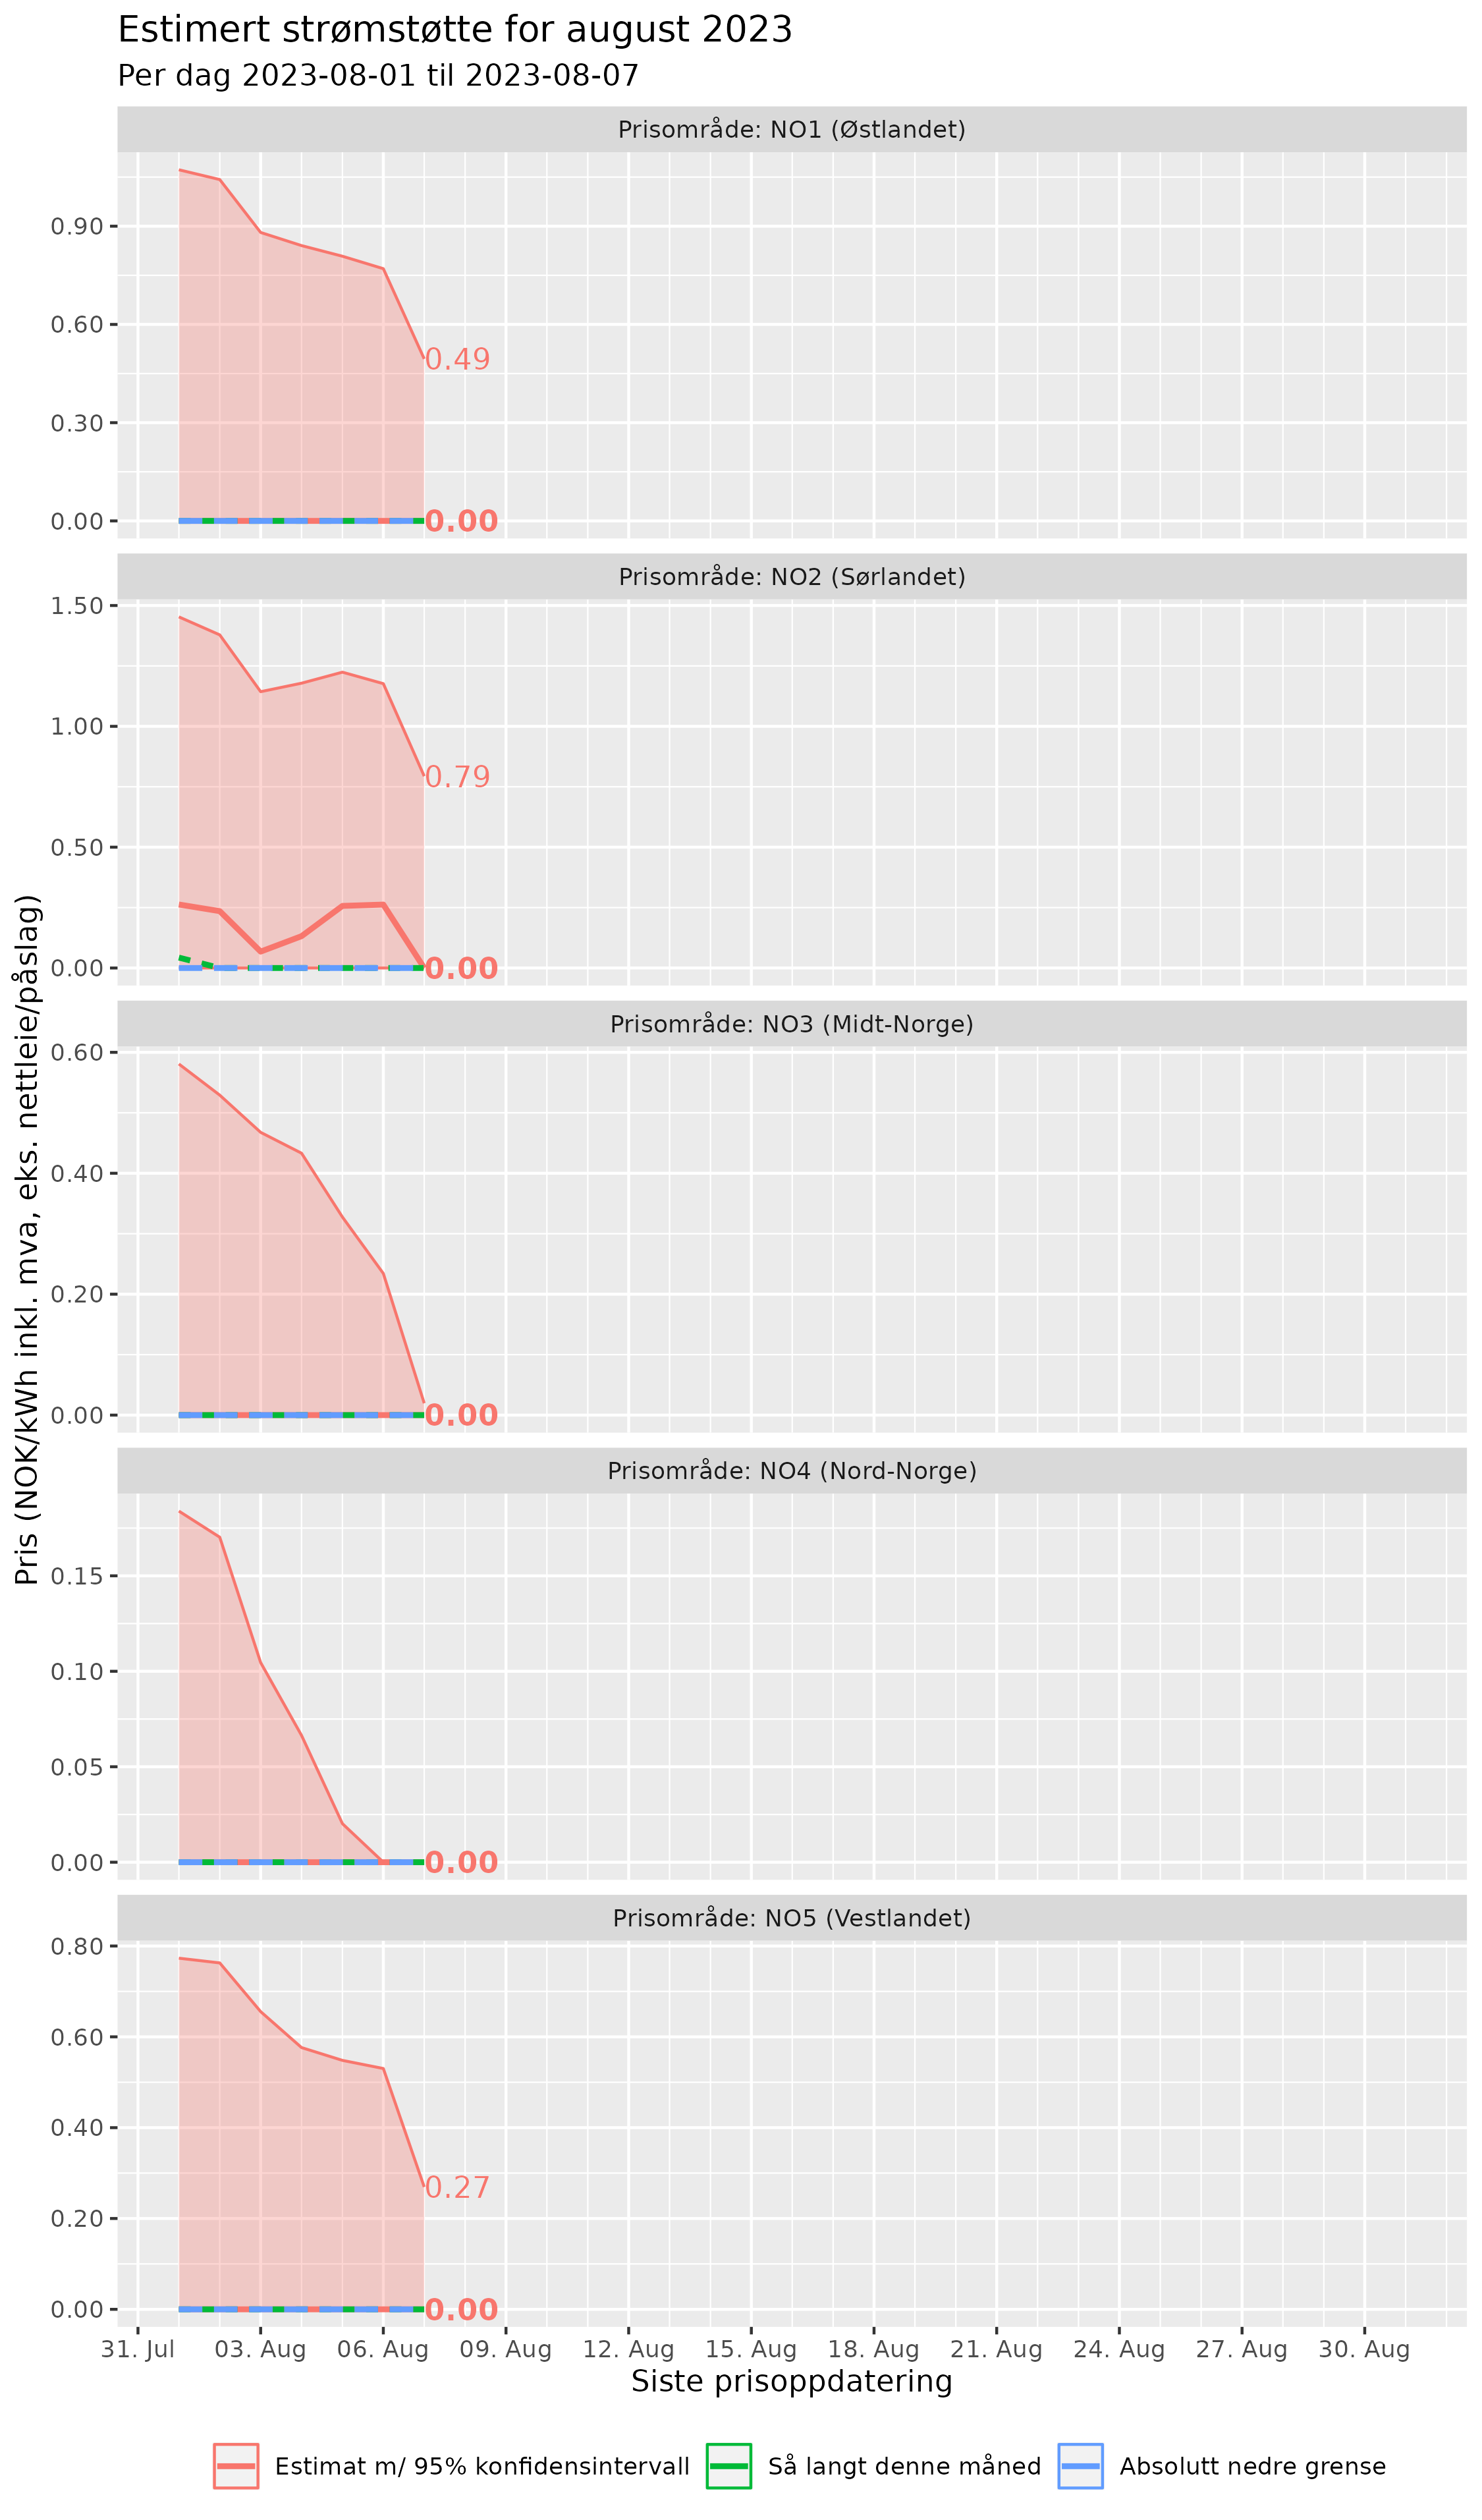 Estimert strømstøtte for august 2023
Per dag 2023-08-01 til 2023-08-07
Pris (NOK/kWh inkl. mva, eks. nettleie/påslag)
Prisområde: NO1 (Østlandet)
0.90
0.60
0.30
0.00
0.49
0.00
Prisområde: NO2 (Sørlandet)
1.50
1.00
0.50
0.00
0.79
0.00
Prisområde: NO3 (Midt-Norge)
0.60
0.40
0.20
0.00
0.00
Prisområde: NO4 (Nord-Norge)
0.15
0.10
0.05
0.00
0.00
Prisområde: NO5 (Vestlandet)
0.80
0.60
0.40
0.20
0.00
0.27
0.00
31. Jul 03. Aug 06. Aug 09. Aug 12. Aug 15. Aug 18. Aug 21. Aug 24. Aug 27. Aug 30. Aug
Siste prisoppdatering
Estimat m/ 95% konfidensintervall Så langt denne måned Absolutt nedre grense